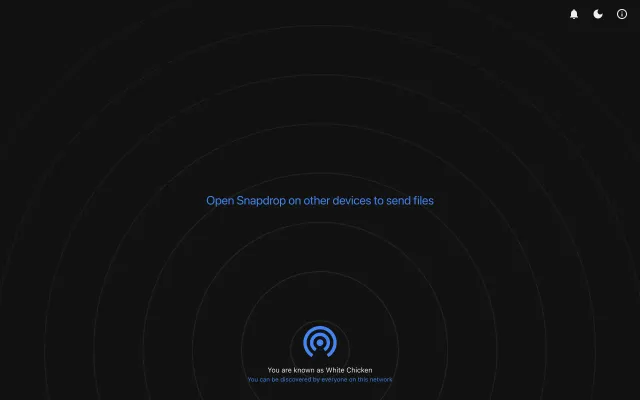 Open Snapdrop on other devices to send files
You are known as White Chicken
You can be discovered by everyone on this network